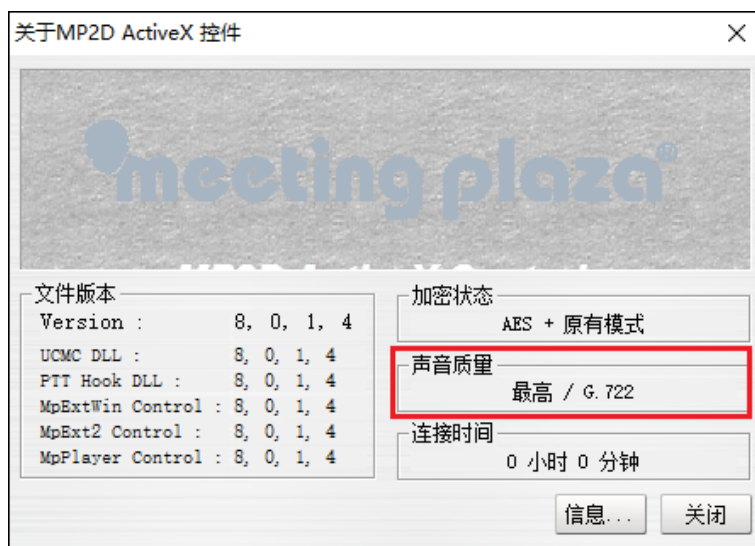 关于MP2D ActiveX 控件
meeting plaza®
文件版本
Version : 8, 0, 1, 4
UCMC DLL : 8, 0, 1, 4
PTT Hook DLL : 8, 0, 1, 4
MpExtWin Control : 8, 0, 1, 4
MpExt2 Control : 8, 0, 1, 4
MpPlayer Control : 8, 0, 1, 4
加密状态
AES + 原有模式
声音质量
最高 / G.722
连接时间
0 小时 0 分钟
信息...
关闭